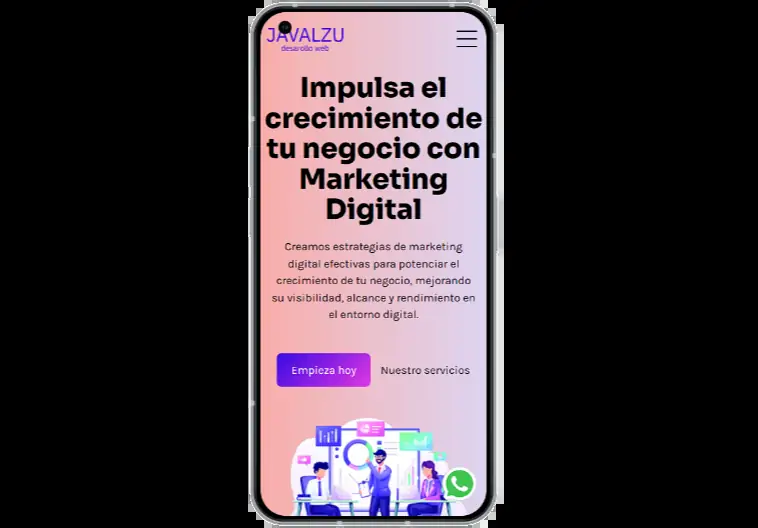 JAVALZU
desarollo web
Impulsa el
crecimiento de
tu negocio con
Marketing
Digital
Creamos estrategias de marketing
digital efectivas para potenciar el
crecimiento de tu negocio, mejorando
su visibilidad, alcance y rendimiento en
el entorno digital.
Empieza hoy
Nuestro servicios